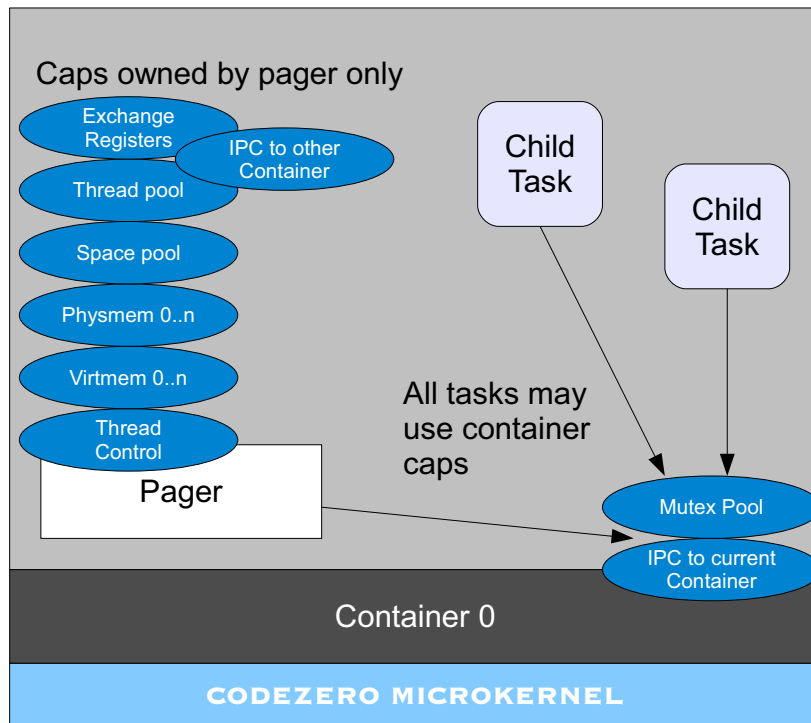 Caps owned by pager only
Exchange
Registers
IPC to other
Container
Thread pool
Space pool
Physmem 0..n
Virtmem 0..n
Thread
Control
Pager
Child
Task
Child
Task
All tasks may
use container
caps
Mutex Pool
IPC to current
Container
Container 0
CODEZERO MICROKERNEL